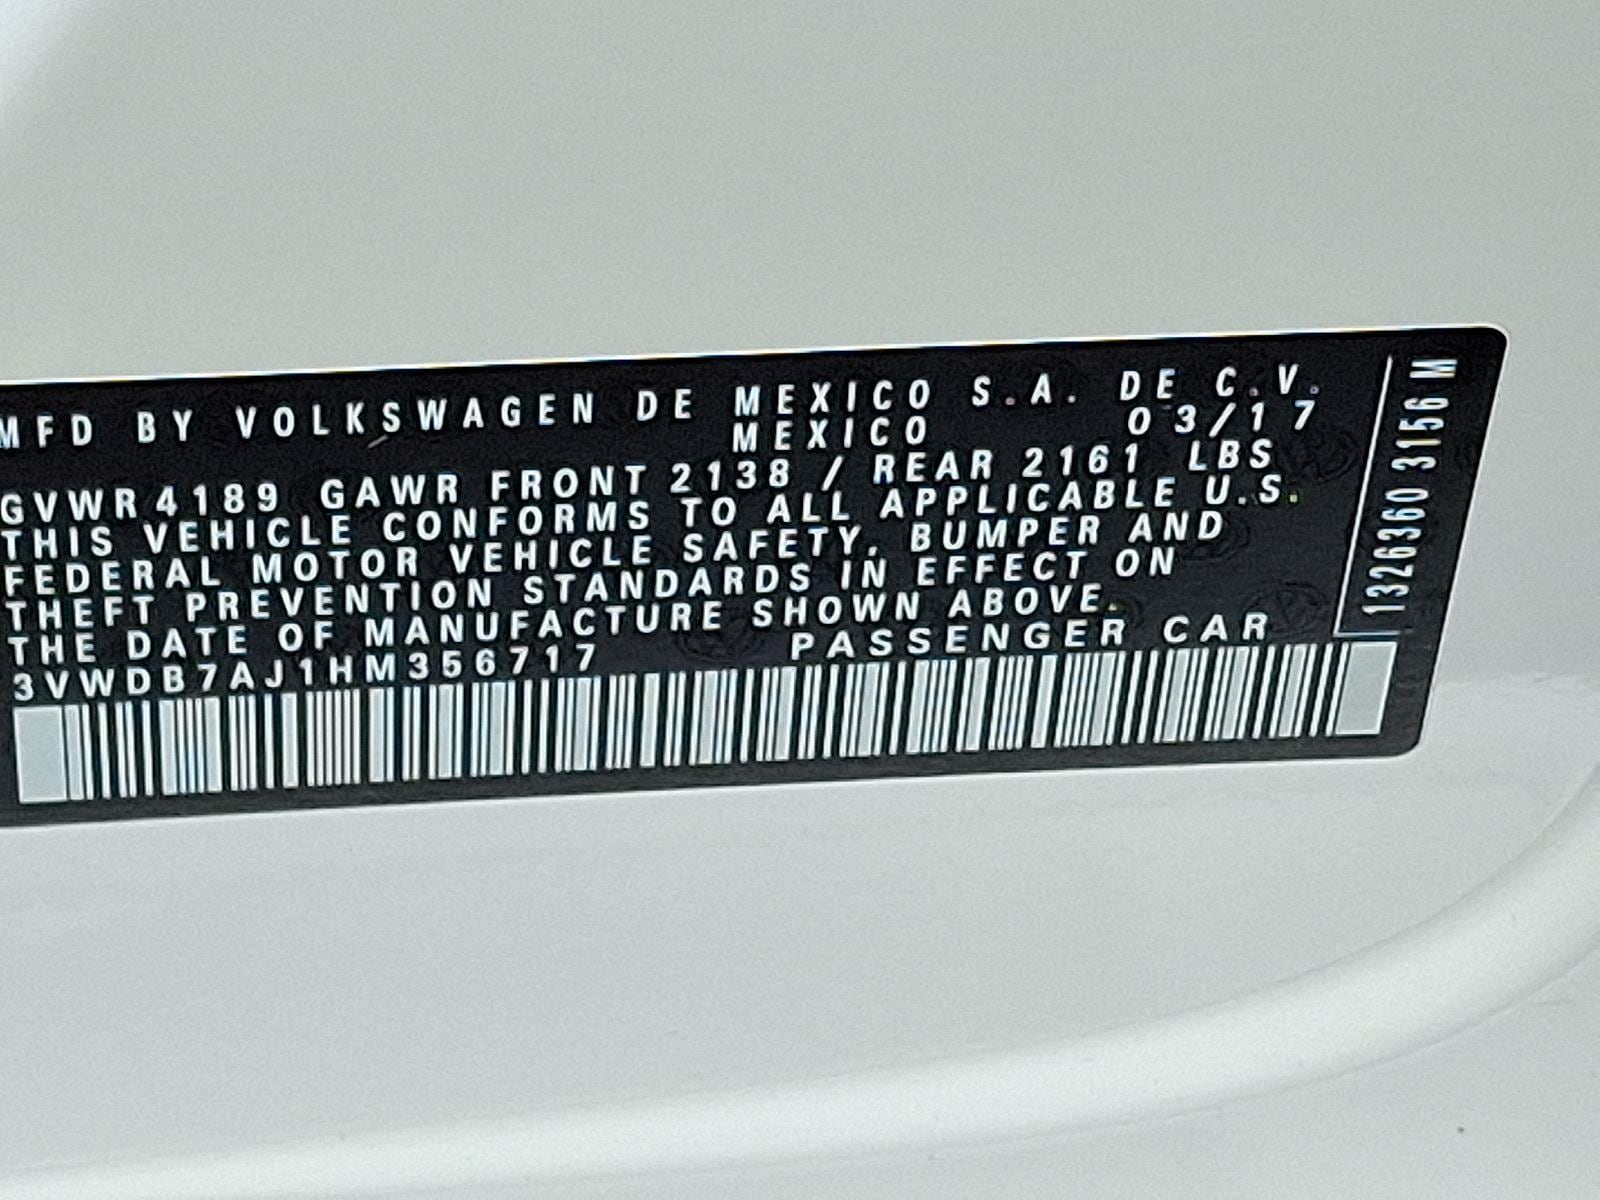 MFD BY VOLKSWAGEN DE MEXICO S.A. DE C.V.
MEXICO 03/17
GVWR 4189 GAWR FRONT 2138 / REAR 2161 LBS
THIS VEHICLE CONFORMS TO ALL APPLICABLE U.S.
FEDERAL MOTOR VEHICLE SAFETY, BUMPER AND
THEFT PREVENTION STANDARDS IN EFFECT ON
THE DATE OF MANUFACTURE SHOWN ABOVE.
3VWDB7AJ1HM356717 PASSENGER CAR
1326360 3156 M